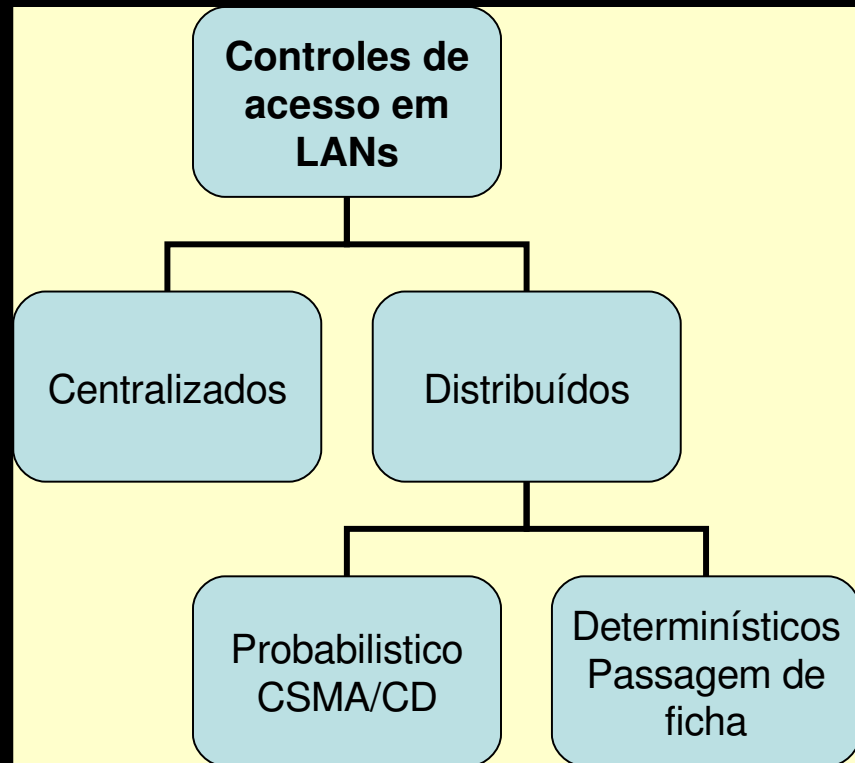 Controles de
acesso em
LANs
Centralizados
Distribuídos
Probabilistico
CSMA/CD
Determinísticos
Passagem de
ficha